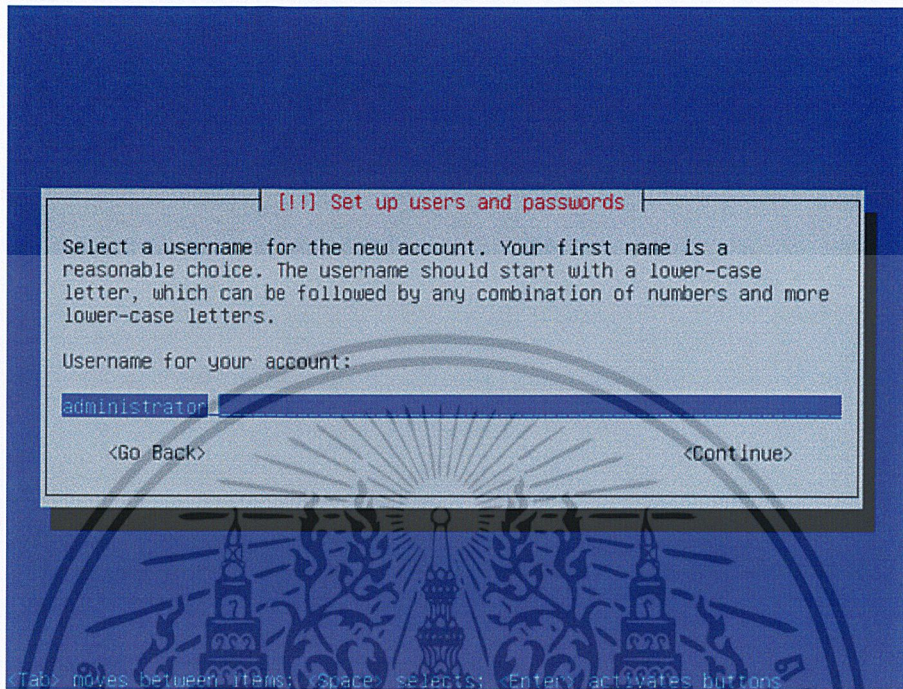 [!!] Set up users and passwords
Select a username for the new account. Your first name is a
reasonable choice. The username should start with a lower-case
letter, which can be followed by any combination of numbers and more
lower-case letters.
Username for your account:
administrator
<Go Back>
<Continue>
<Tab> moves between items; <Space> selects; <Enter> activates buttons